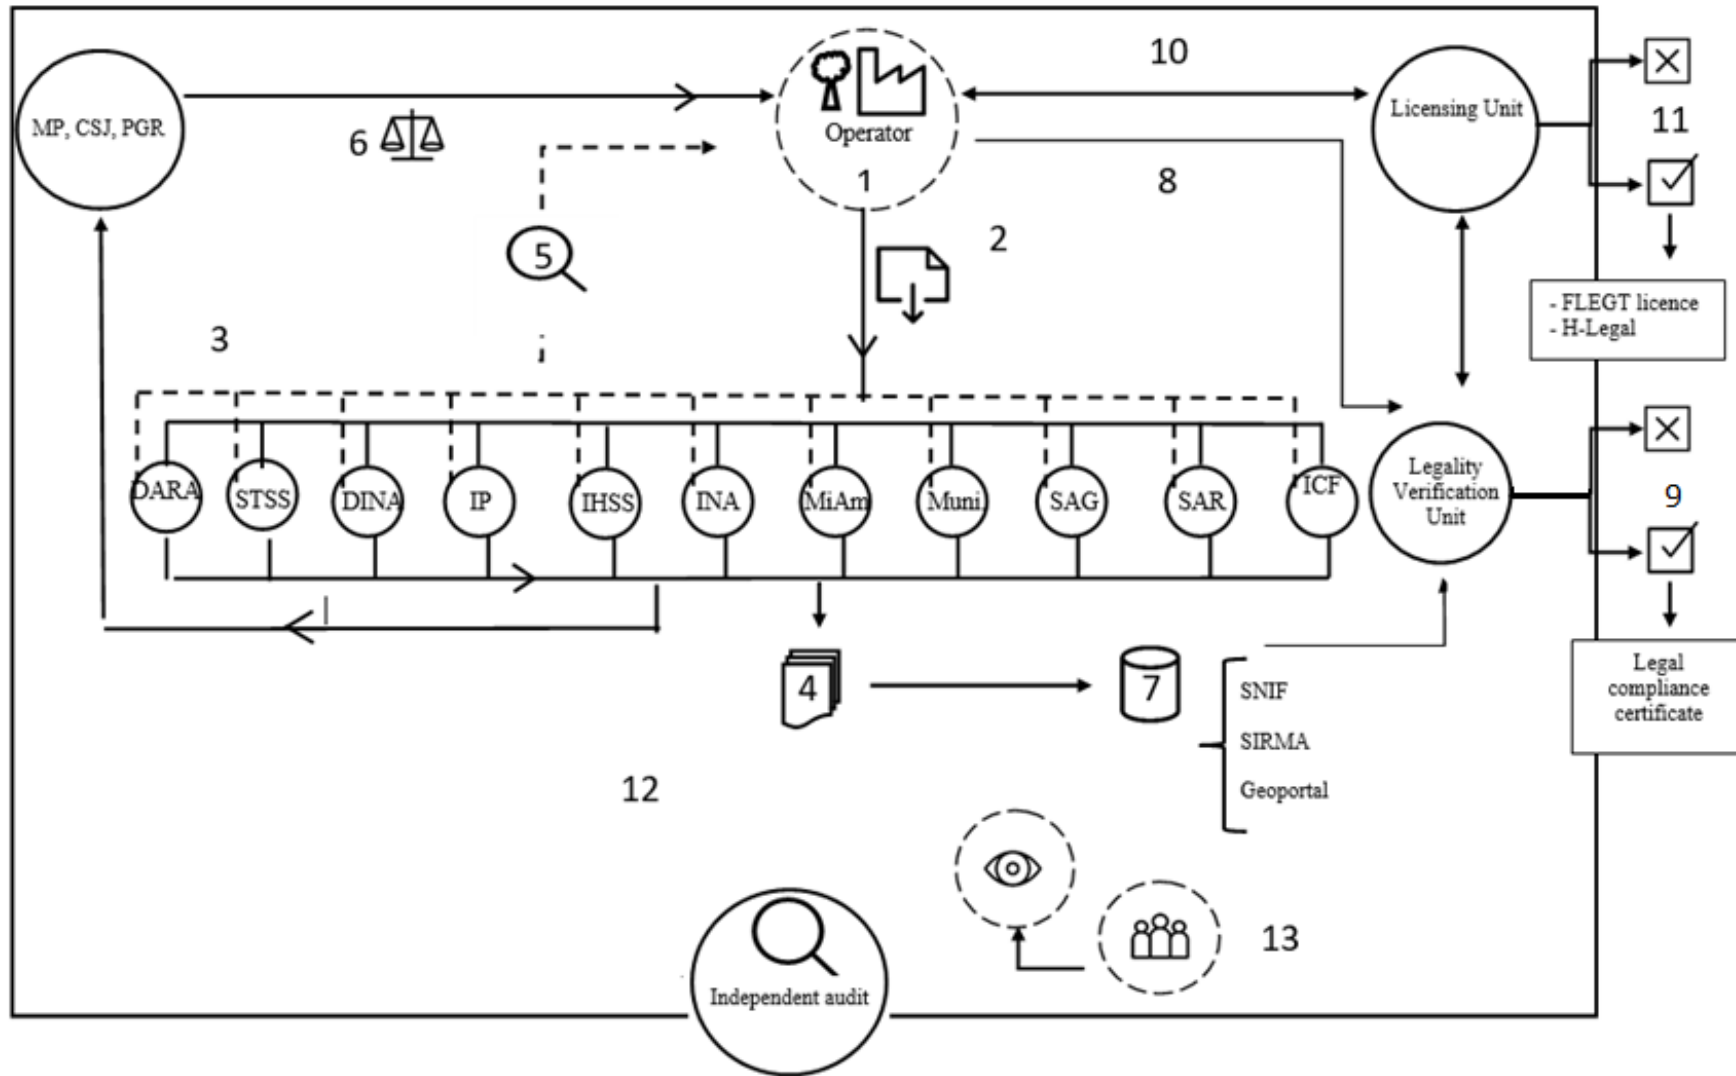 10
MP, CSJ, PGR
6
Operator
1
Licensing Unit
11
8
5
2
- FLEGT licence
- H-Legal
3
DARA
STSS
DINA
IP
IHSS
INA
MiAm
Muni.
SAG
SAR
ICF
Legality
Verification
Unit
9
4
7
SNIF
SIRMA
Geoportal
Legal
compliance
certificate
12
13
Independent audit